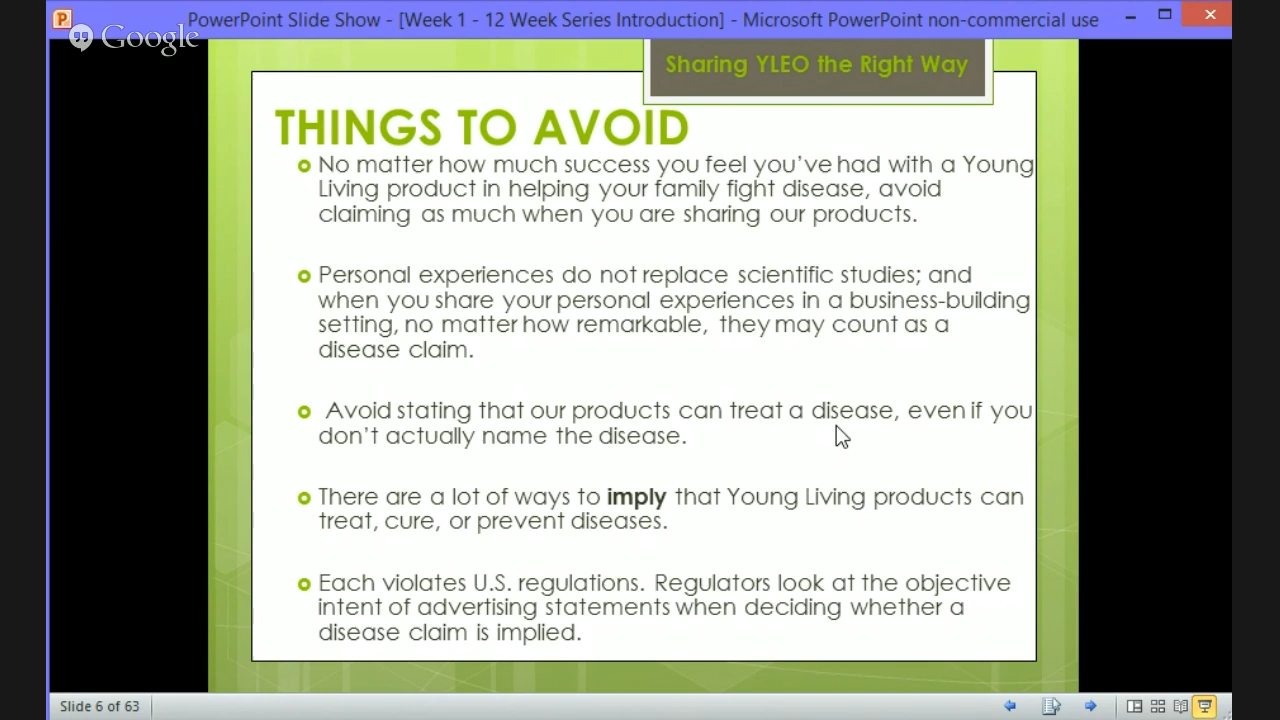 PowerPoint Slide Show - [Week 1 - 12 Week Series Introduction] - Microsoft PowerPoint non-commercial use
Google
Sharing YLEO the Right Way
THINGS TO AVOID
No matter how much success you feel you've had with a Young
Living product in helping your family fight disease, avoid
claiming as much when you are sharing our products.
Personal experiences do not replace scientific studies; and
when you share your personal experiences in a business-building
setting, no matter how remarkable, they may count as a
disease claim.
Avoid stating that our products can treat a disease, even if you
don't actually name the disease.
There are a lot of ways to imply that Young Living products can
treat, cure, or prevent diseases.
Each violates U.S. regulations. Regulators look at the objective
intent of advertising statements when deciding whether a
disease claim is implied.
Slide 6 of 63